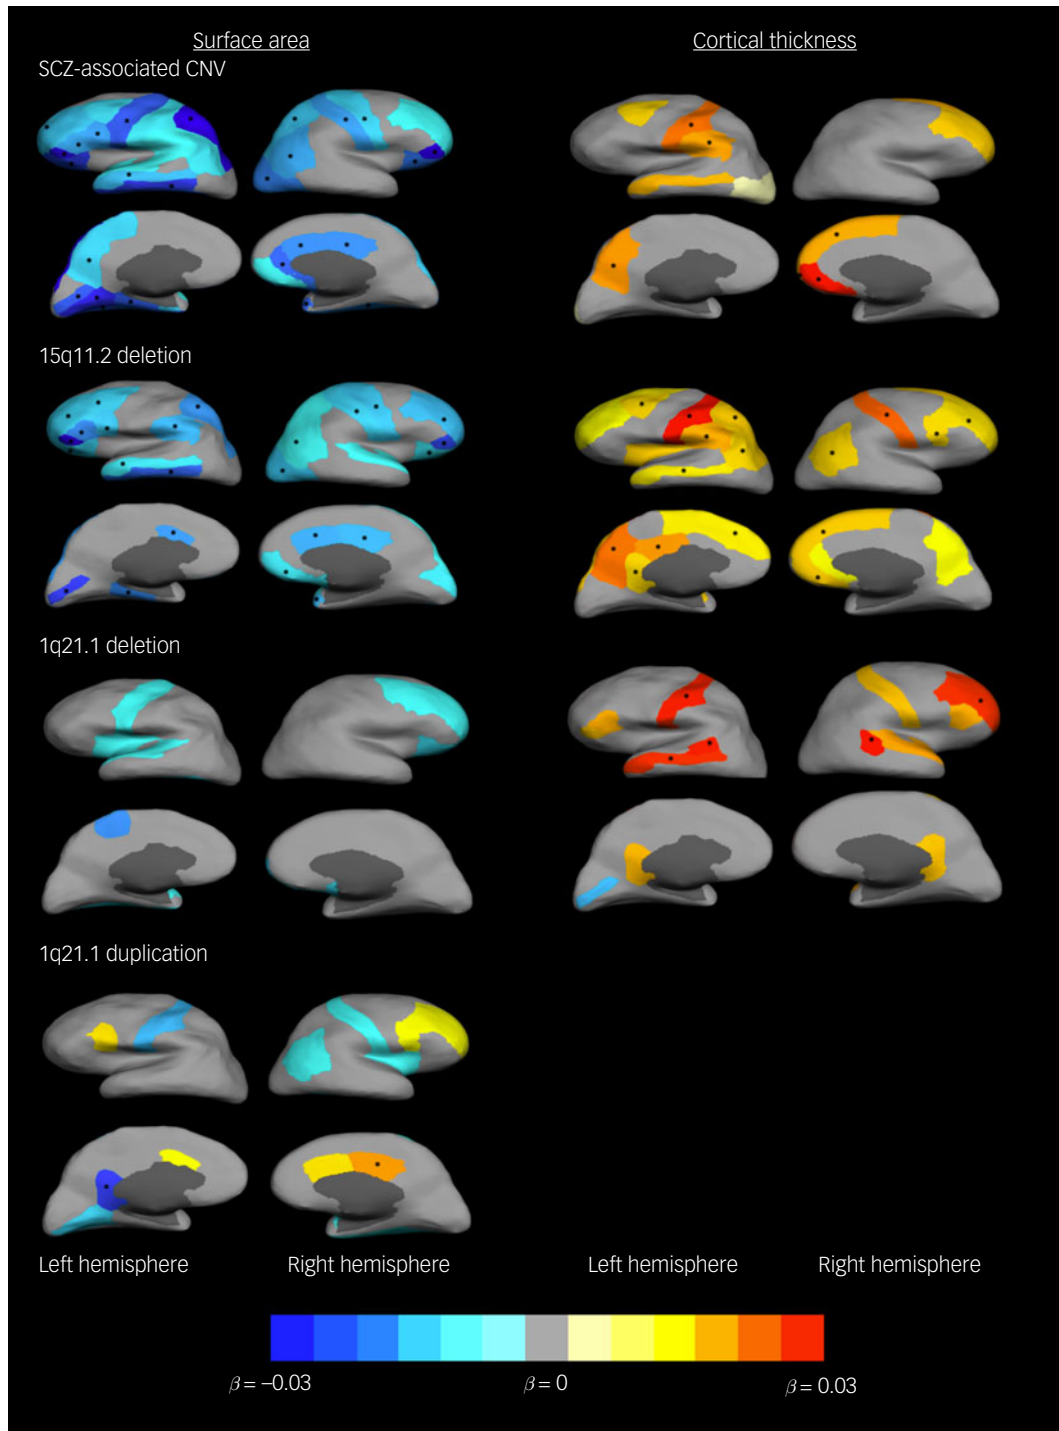 Surface area
Cortical thickness
SCZ-associated CNV
15q11.2 deletion
1q21.1 deletion
1q21.1 duplication
Left hemisphere
Right hemisphere
Left hemisphere
Right hemisphere
β = –0.03
β = 0
β = 0.03